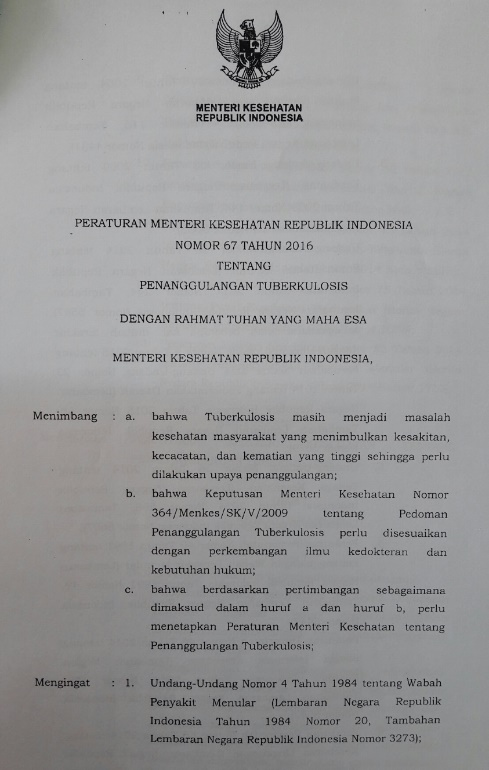 MENTERI KESEHATAN
REPUBLIK INDONESIA
PERATURAN MENTERI KESEHATAN REPUBLIK INDONESIA
NOMOR 67 TAHUN 2016
TENTANG
PENANGGULANGAN TUBERKULOSIS
DENGAN RAHMAT TUHAN YANG MAHA ESA
MENTERI KESEHATAN REPUBLIK INDONESIA,
Menimbang : a. bahwa Tuberkulosis masih menjadi masalah
kesehatan masyarakat yang menimbulkan kesakitan,
kecacatan, dan kematian yang tinggi sehingga perlu
dilakukan upaya penanggulangan;
b. bahwa Keputusan Menteri Kesehatan Nomor
364/Menkes/SK/V/2009 tentang Pedoman
Penanggulangan Tuberkulosis perlu disesuaikan
dengan perkembangan ilmu kedokteran dan
kebutuhan hukum;
c. bahwa berdasarkan pertimbangan sebagaimana
dimaksud dalam huruf a dan huruf b, perlu
menetapkan Peraturan Menteri Kesehatan tentang
Penanggulangan Tuberkulosis;
Mengingat : 1. Undang-Undang Nomor 4 Tahun 1984 tentang Wabah
Penyakit Menular (Lembaran Negara Republik
Indonesia Tahun 1984 Nomor 20, Tambahan
Lembaran Negara Republik Indonesia Nomor 3273);